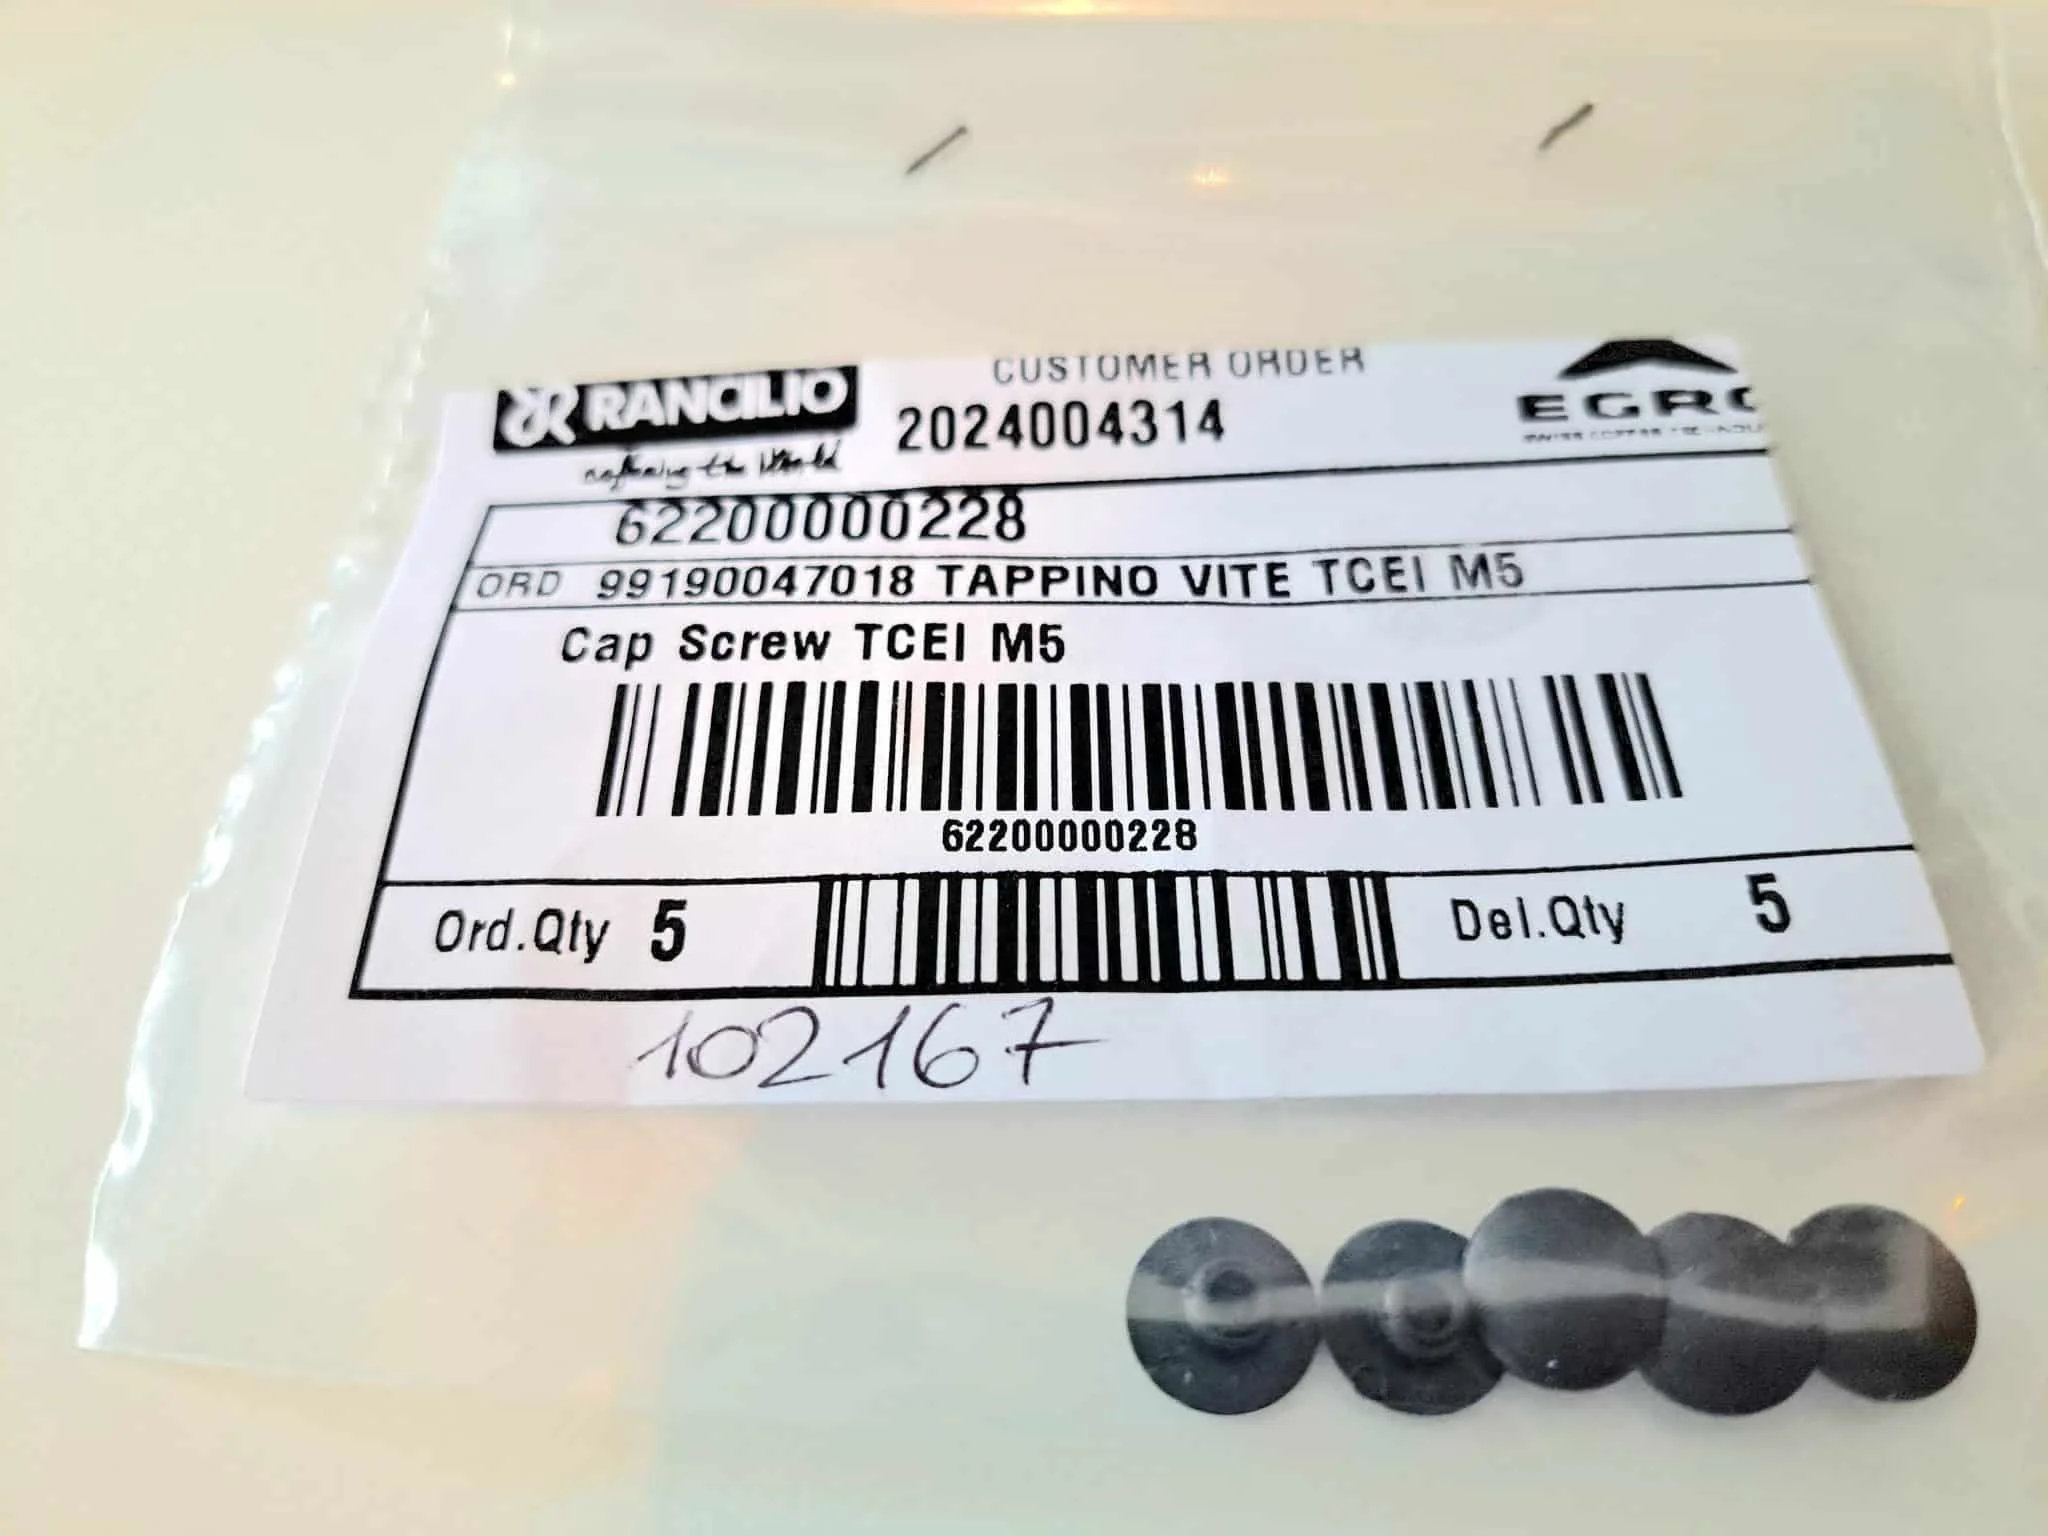 RANCILIO
CUSTOMER ORDER
2024004314
EGRO
62200000228
ORD 99190047018 TAPPINO VITE TCEI M5
Cap Screw TCEI M5
62200000228
Ord.Qty 5
Del.Qty 5
102167